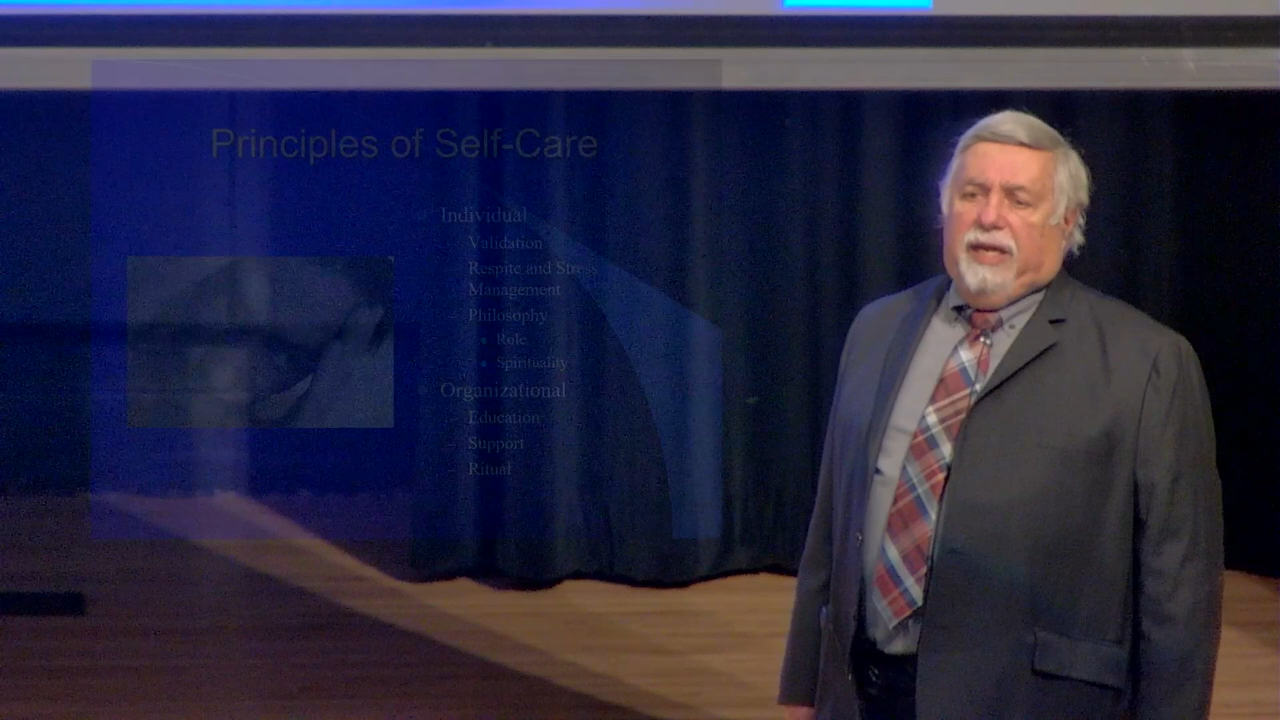 Principles of Self-Care
Individual
Validation
Respite and Stress
Management
Philosophy
Role
Spirituality
Organizational
Education
Support
Ritual